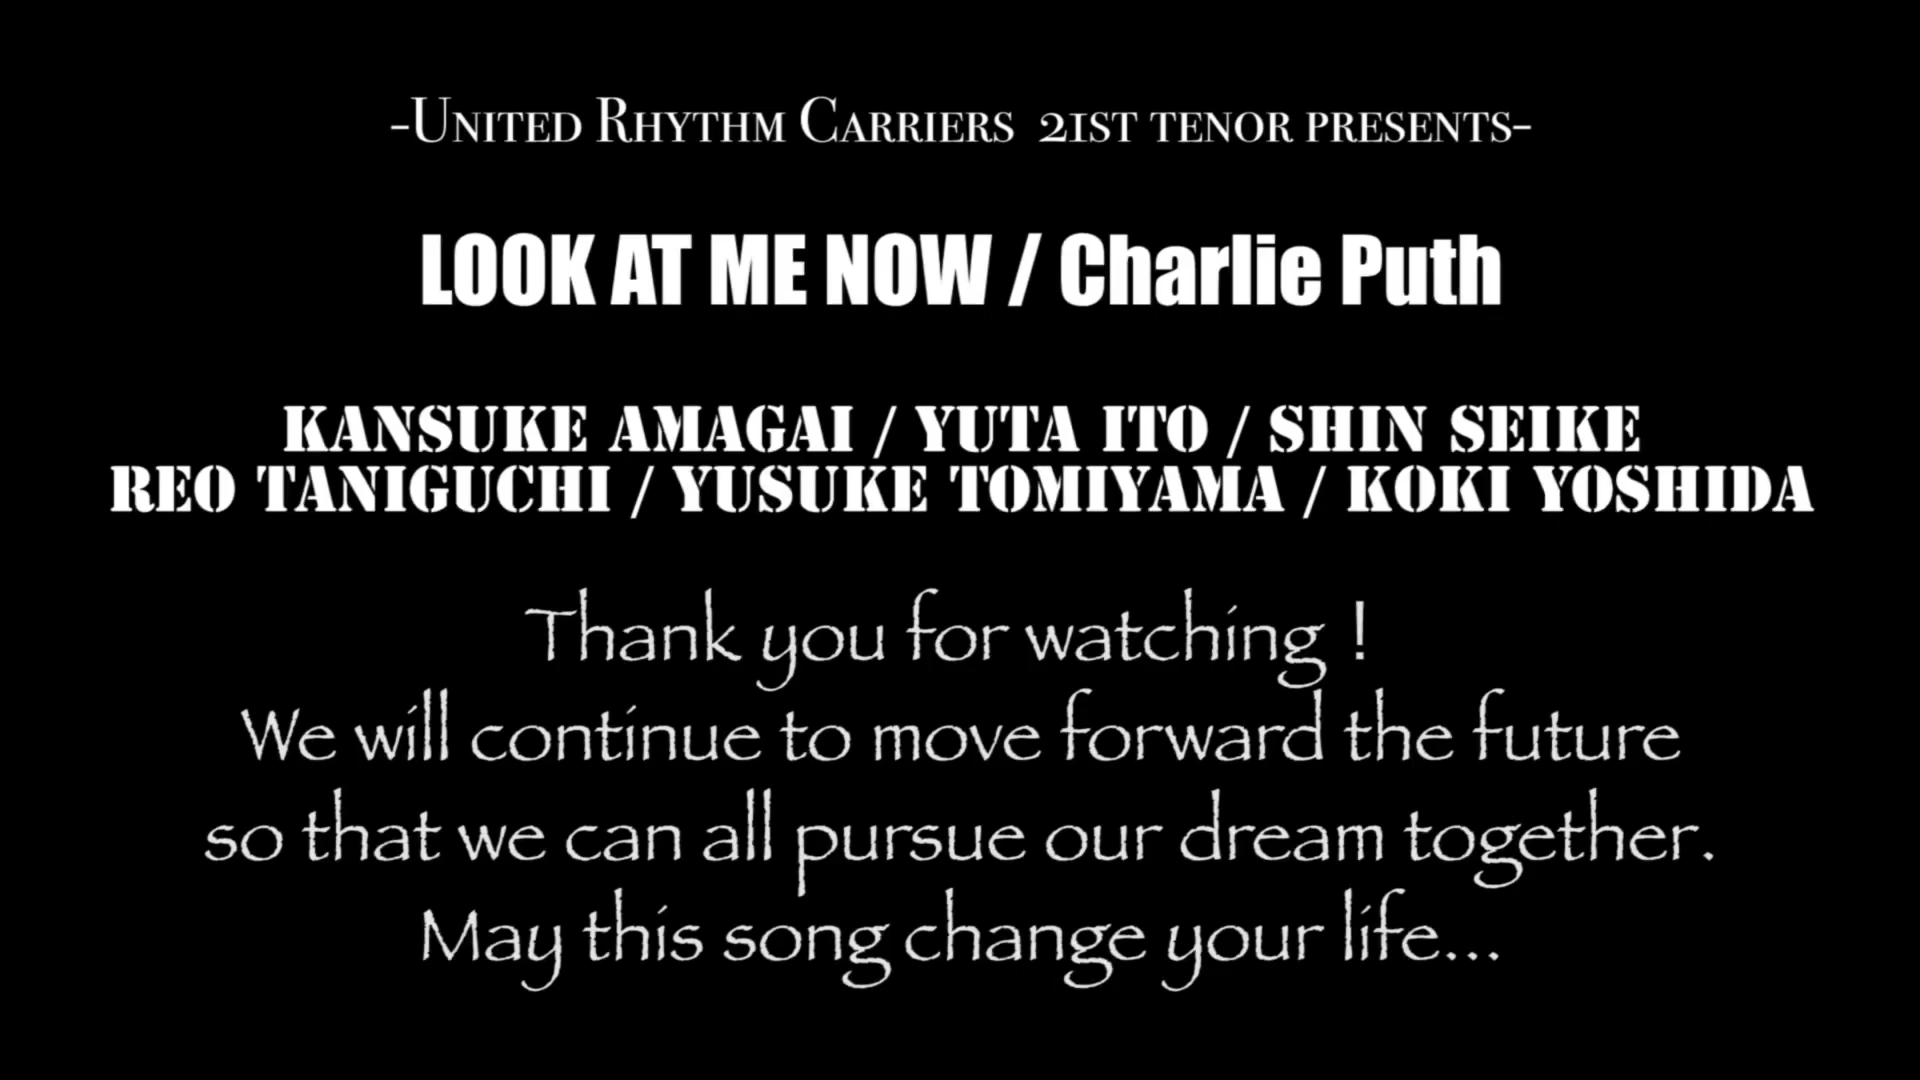 -United Rhythm Carriers 21st tenor presents-
LOOK AT ME NOW / Charlie Puth
KANSUKE AMAGAI / YUTA ITO / SHIN SEIKE
REO TANIGUCHI / YUSUKE TOMIYAMA / KOKI YOSHIDA
Thank you for watching !
We will continue to move forward the future
so that we can all pursue our dream together.
May this song change your life...